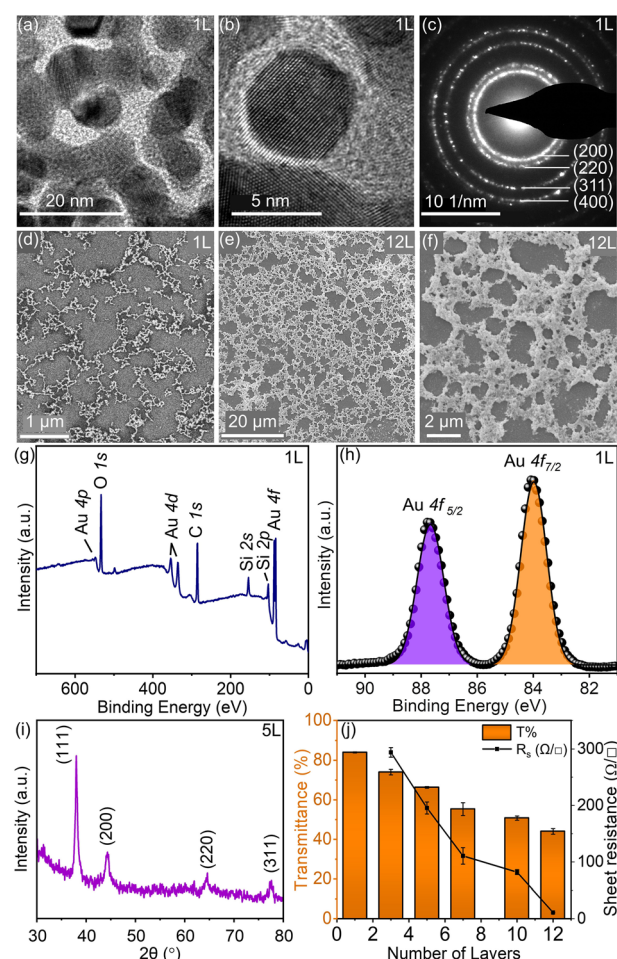 (a)
1L
20 nm
(b)
1L
5 nm
(c)
1L
(200)
(220)
(311)
(400)
10 1/nm
(d)
1L
1 µm
(e)
12L
20 µm
(f)
12L
2 µm
(g)
1L
Intensity (a.u.)
Au 4p
O 1s
Au 4d
C 1s
Si 2s
Si 2p
Au 4f
600
400
200
0
Binding Energy (eV)
(h)
1L
Intensity (a.u.)
Au 4f 5/2
Au 4f7/2
90
88
86
84
82
Binding Energy (eV)
(i)
5L
Intensity (a.u.)
(111)
(200)
(220)
(311)
30
40
50
60
70
80
2θ (°)
(j)
T%
Rs (Ω/□)
Transmittance (%)
100
80
60
40
20
0
Sheet resistance (Ω/□)
300
200
100
0
0
2
4
6
8
10
12
Number of Layers